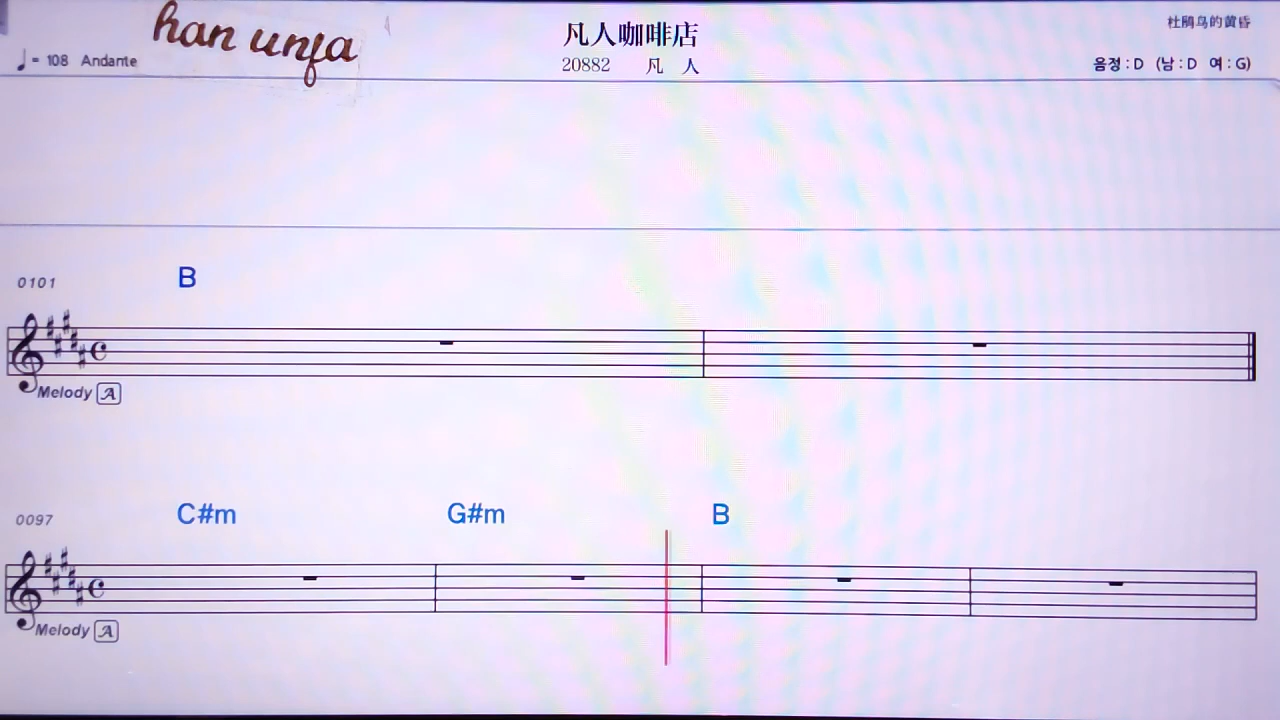 han unja
凡人咖啡店
杜鹃鸟的黄昏
♩= 108 Andante
20882 凡 人
음정 : D (남 : D 여 : G)
0101
B
Melody A
0097
C#m G#m B
Melody A